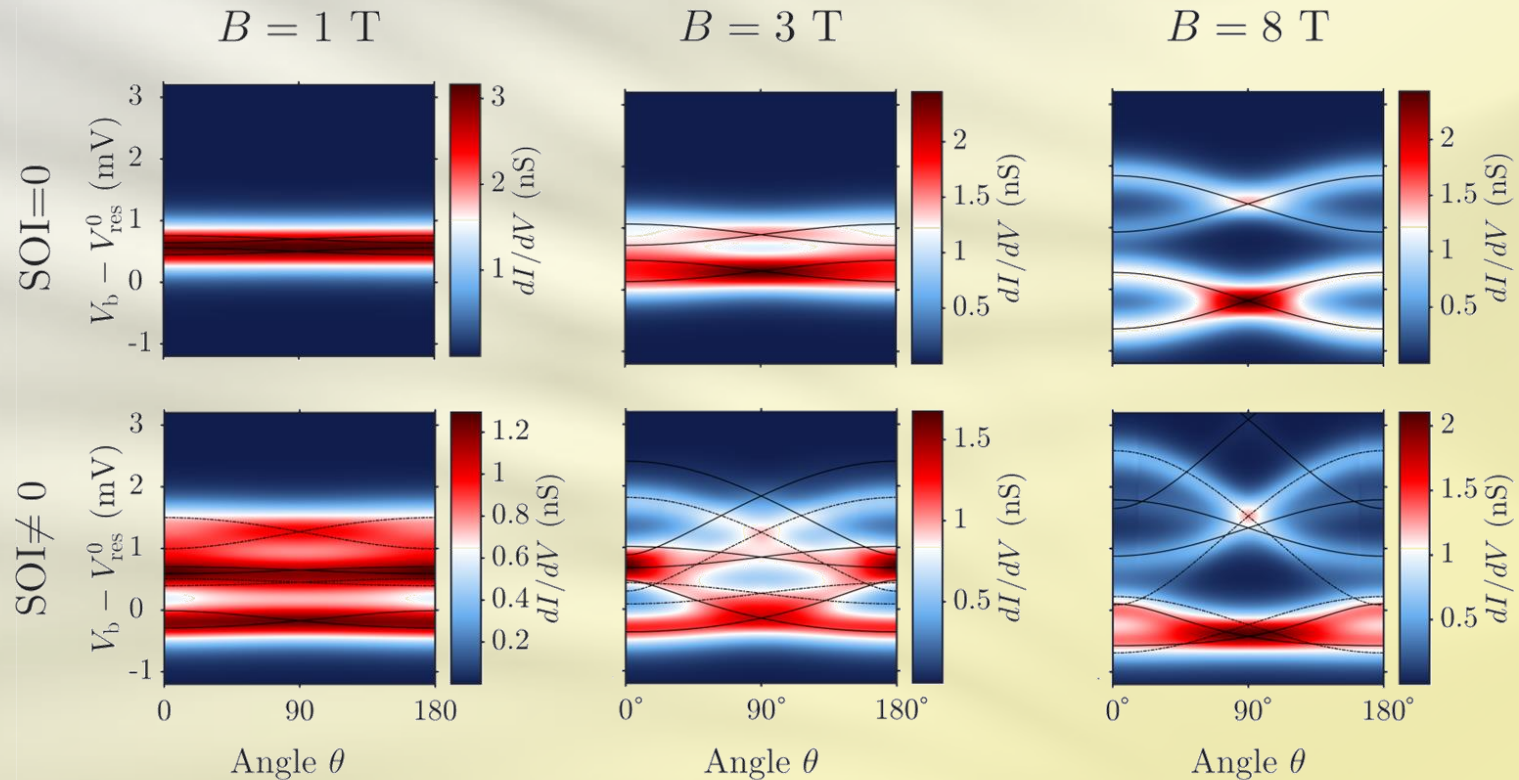 B = 1 T
B = 3 T
B = 8 T
SOI=0
V_b − V_res^0 (mV)
3
2
1
0
-1
3
2
1
dI/dV (nS)
2
1.5
1
0.5
dI/dV (nS)
2
1.5
1
0.5
dI/dV (nS)
SOI≠ 0
V_b − V_res^0 (mV)
3
2
1
0
-1
1.2
1
0.8
0.6
0.4
0.2
dI/dV (nS)
1.5
1
0.5
dI/dV (nS)
2
1.5
1
0.5
dI/dV (nS)
0 90 180
0° 90° 180°
0° 90° 180°
Angle θ
Angle θ
Angle θ